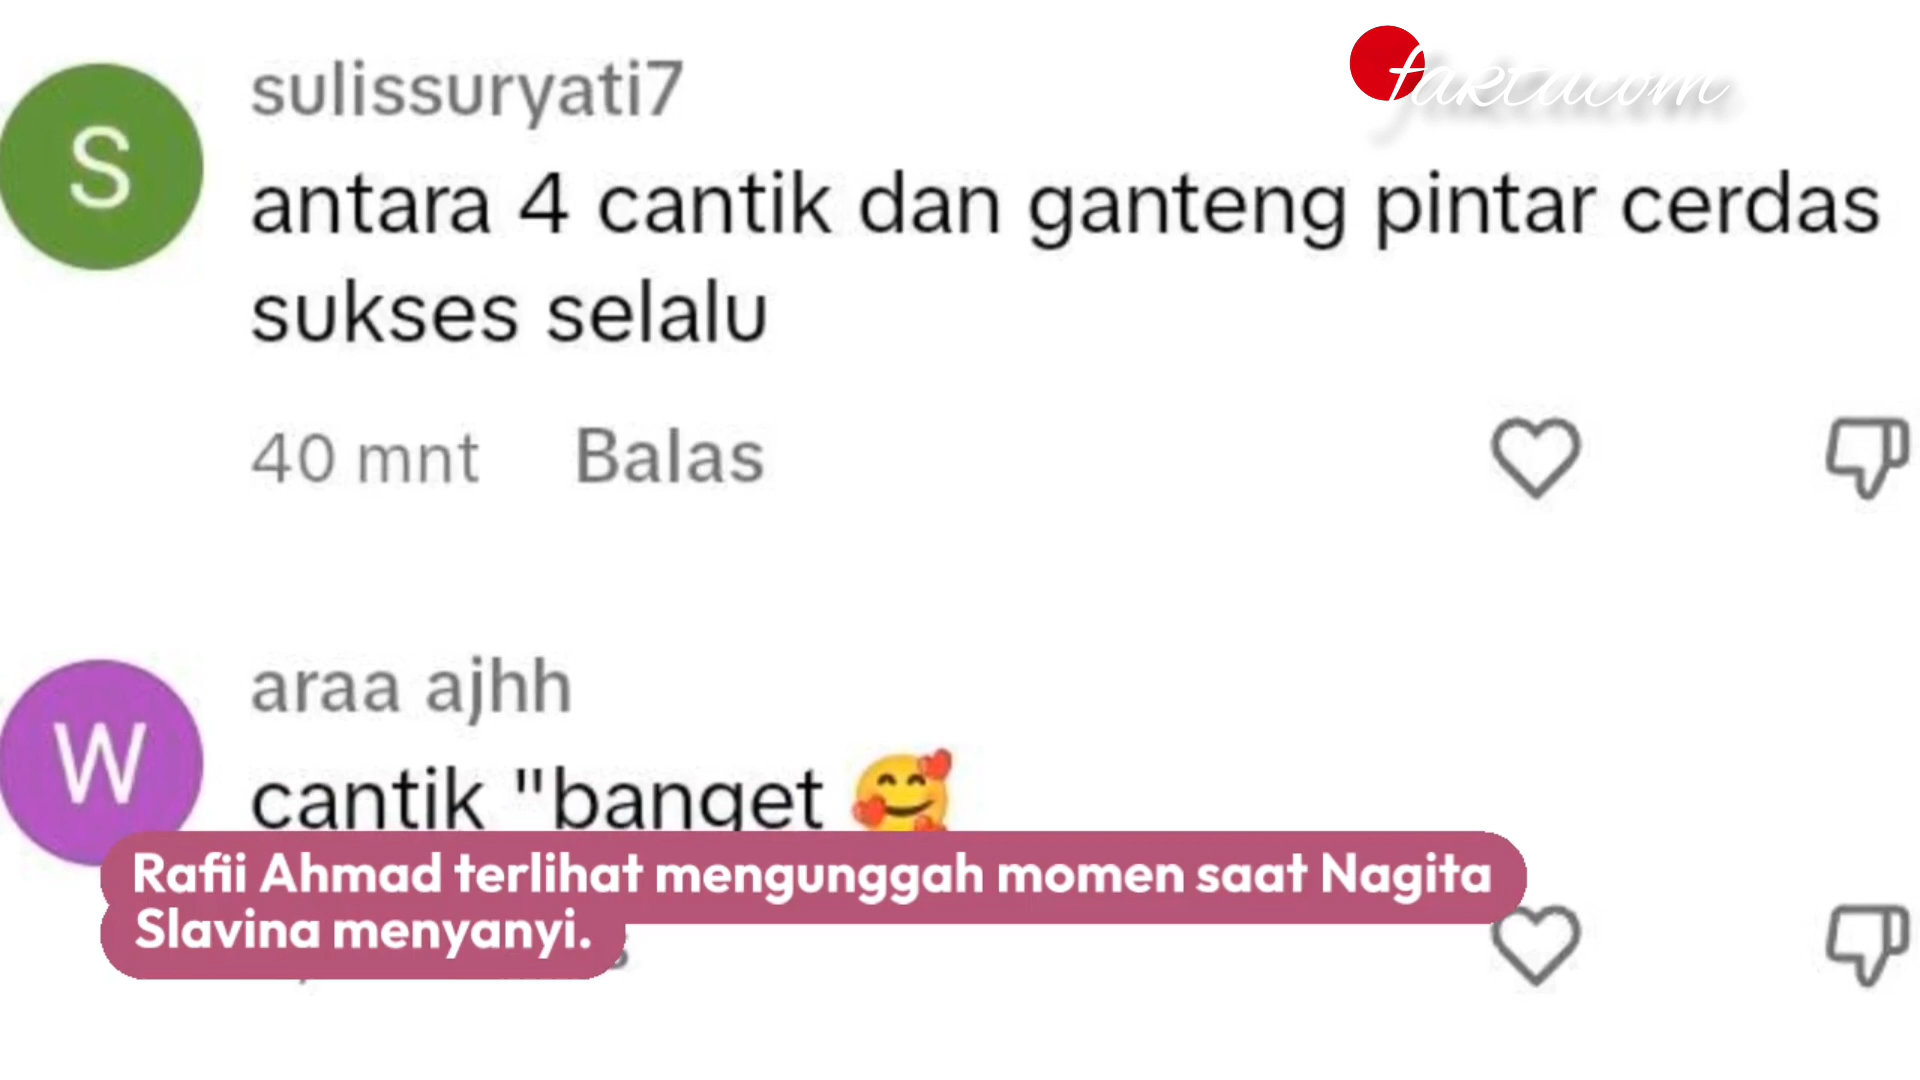 faktacom
S
sulissuryati7
antara 4 cantik dan ganteng pintar cerdas
sukses selalu
40 mnt Balas
W
araa ajhh
cantik "banget 🥰
Rafii Ahmad terlihat mengunggah momen saat Nagita
Slavina menyanyi.